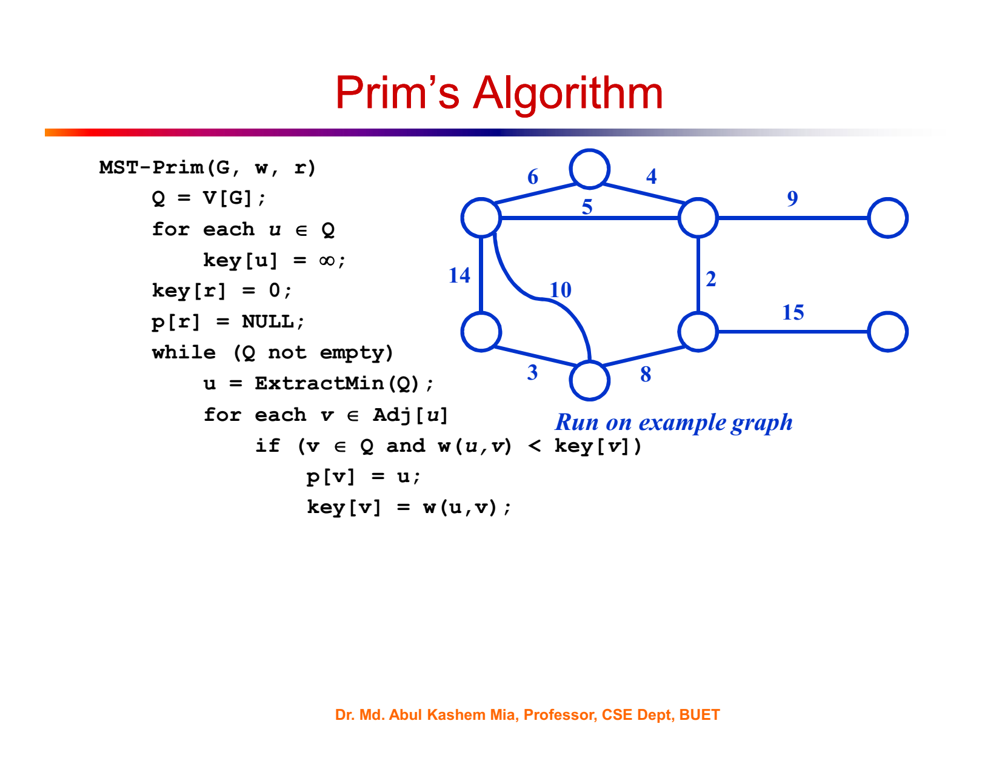 Prim’s Algorithm
MST-Prim(G, w, r)
Q = V[G];
for each u ∈ Q
key[u] = ∞;
key[r] = 0;
p[r] = NULL;
while (Q not empty)
u = ExtractMin(Q);
for each v ∈ Adj[u]
if (v ∈ Q and w(u,v) < key[v])
p[v] = u;
key[v] = w(u,v);
6
4
5
9
14
10
2
15
3
8
Run on example graph
Dr. Md. Abul Kashem Mia, Professor, CSE Dept, BUET